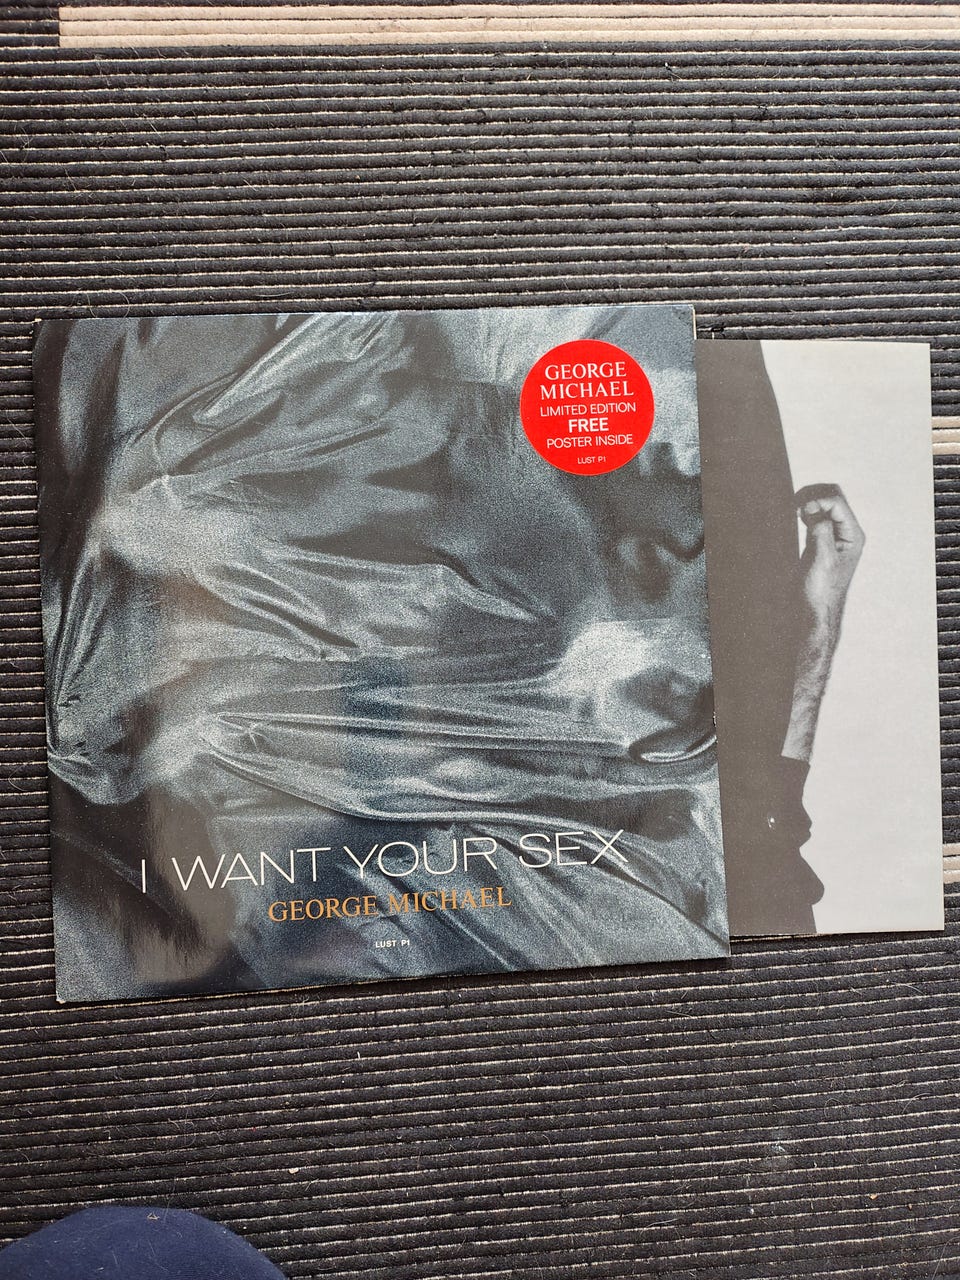 GEORGE
MICHAEL
LIMITED EDITION
FREE
POSTER INSIDE
LUST P1
I WANT YOUR SEX
GEORGE MICHAEL
LUST P1